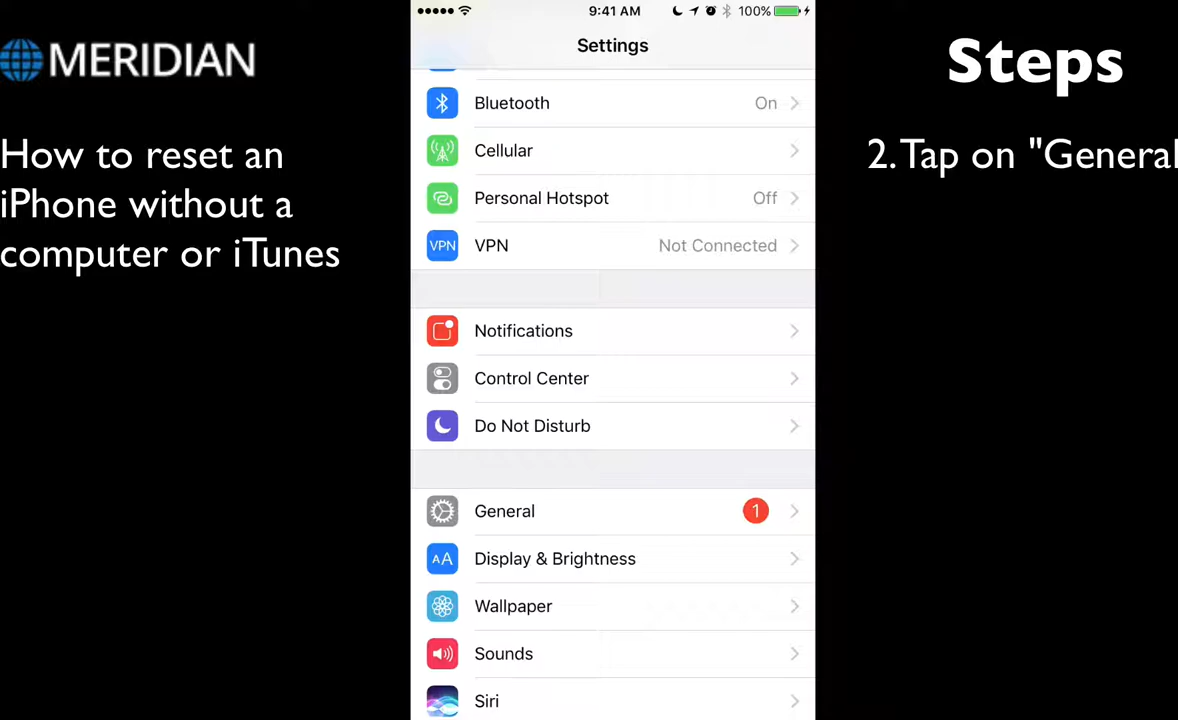 MERIDIAN
How to reset an
iPhone without a
computer or iTunes
9:41 AM
100%
Settings
Bluetooth On
Cellular
Personal Hotspot Off
VPN VPN Not Connected
Notifications
Control Center
Do Not Disturb
General 1
AA Display & Brightness
Wallpaper
Sounds
Siri
Steps
2. Tap on "General